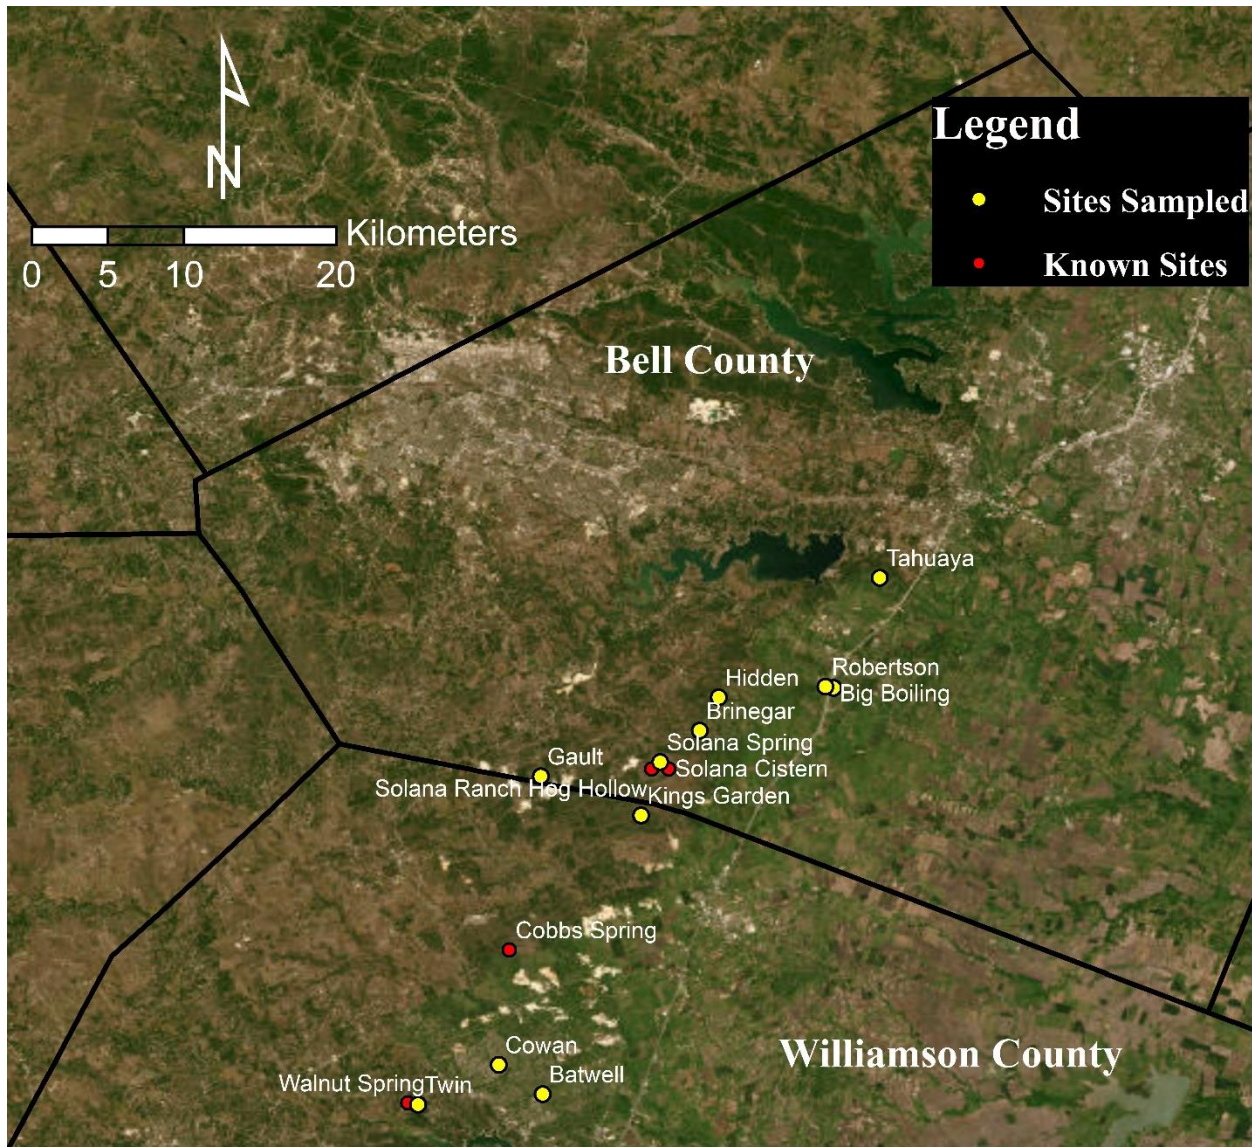 N
Kilometers
0 5 10 20
Legend
Sites Sampled
Known Sites
Bell County
Tahuaya
Robertson
Big Boiling
Hidden
Brinegar
Solana Spring
Solana Cistern
Gault
Solana Ranch Hog Hollow
Kings Garden
Cobbs Spring
Cowan
Batwell
Walnut Spring
Twin
Williamson County